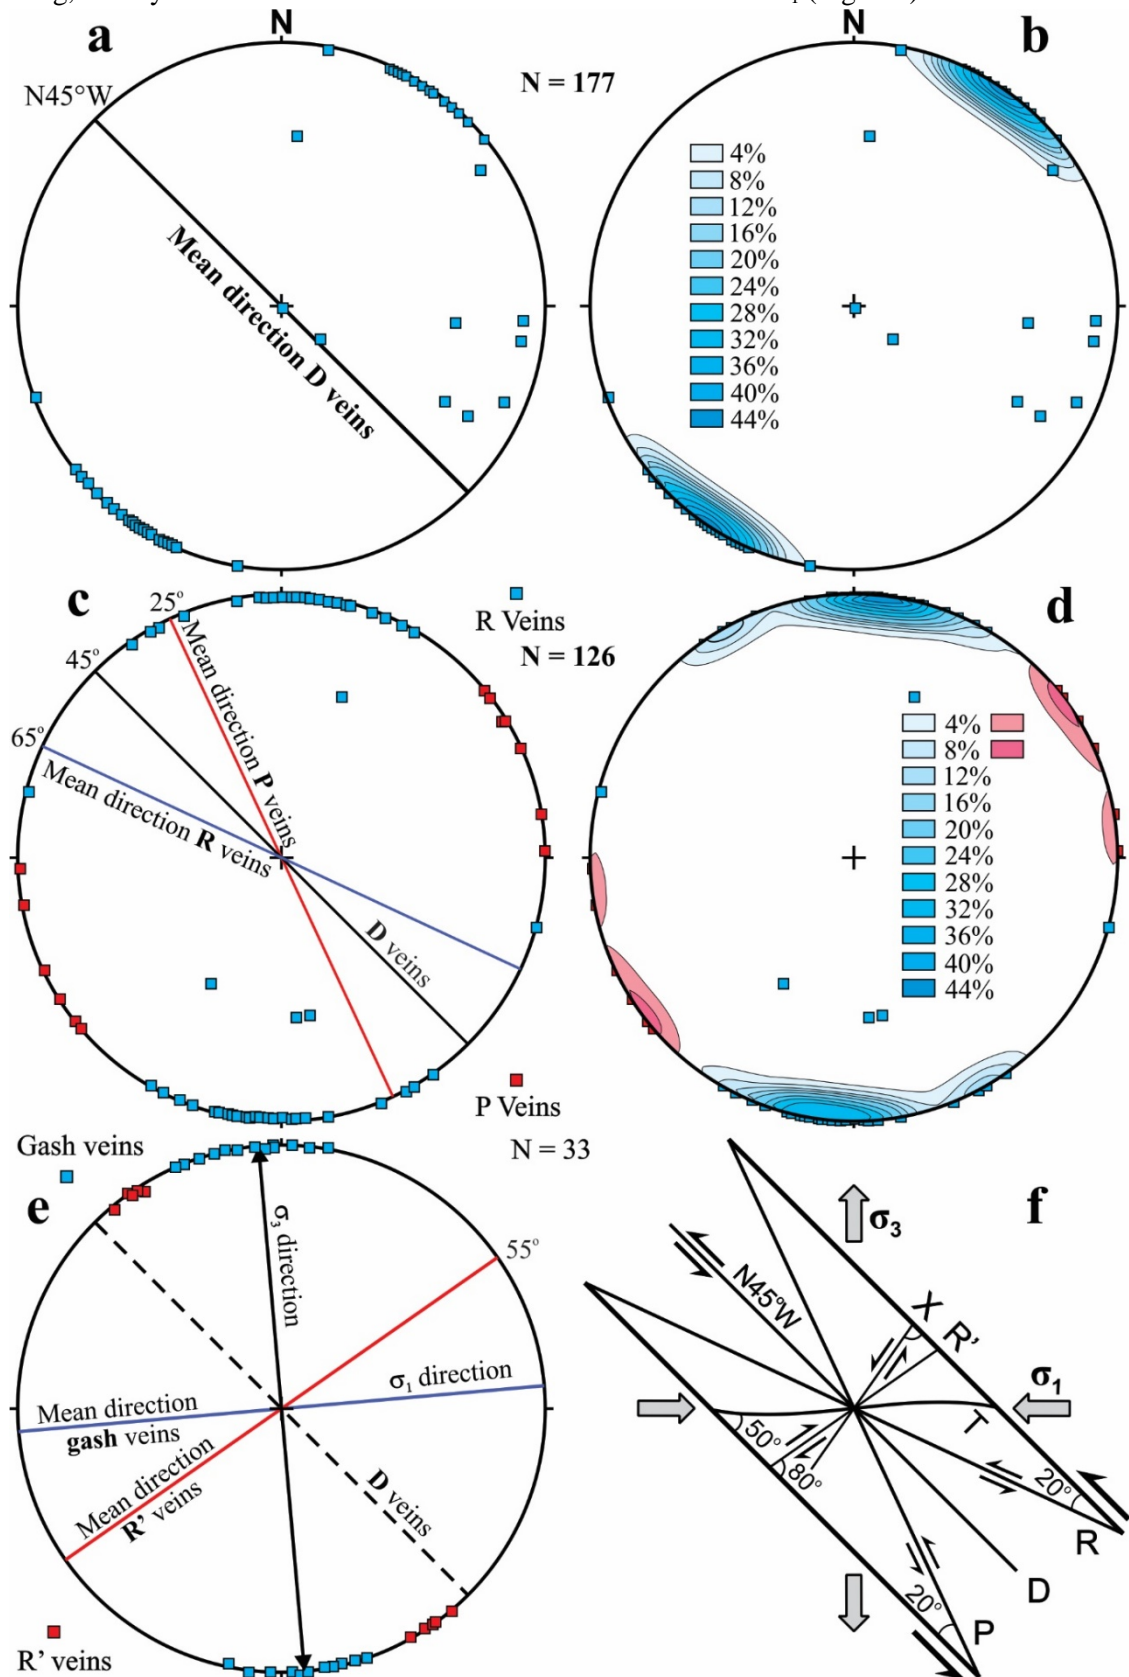 N
a
N45°W
Mean direction D veins
N = 177
N
b
4%
8%
12%
16%
20%
24%
28%
32%
36%
40%
44%
c
25°
45°
65°
Mean direction P veins
Mean direction R veins
D veins
R Veins
N = 126
P Veins
d
4%
8%
12%
16%
20%
24%
28%
32%
36%
40%
44%
Gash veins
N = 33
e
σ3 direction
55°
σ1 direction
Mean direction
gash veins
Mean direction
R' veins
D veins
R' veins
f
σ3
N45°W
X
R'
σ1
T
50°
80°
20°
R
D
20°
P